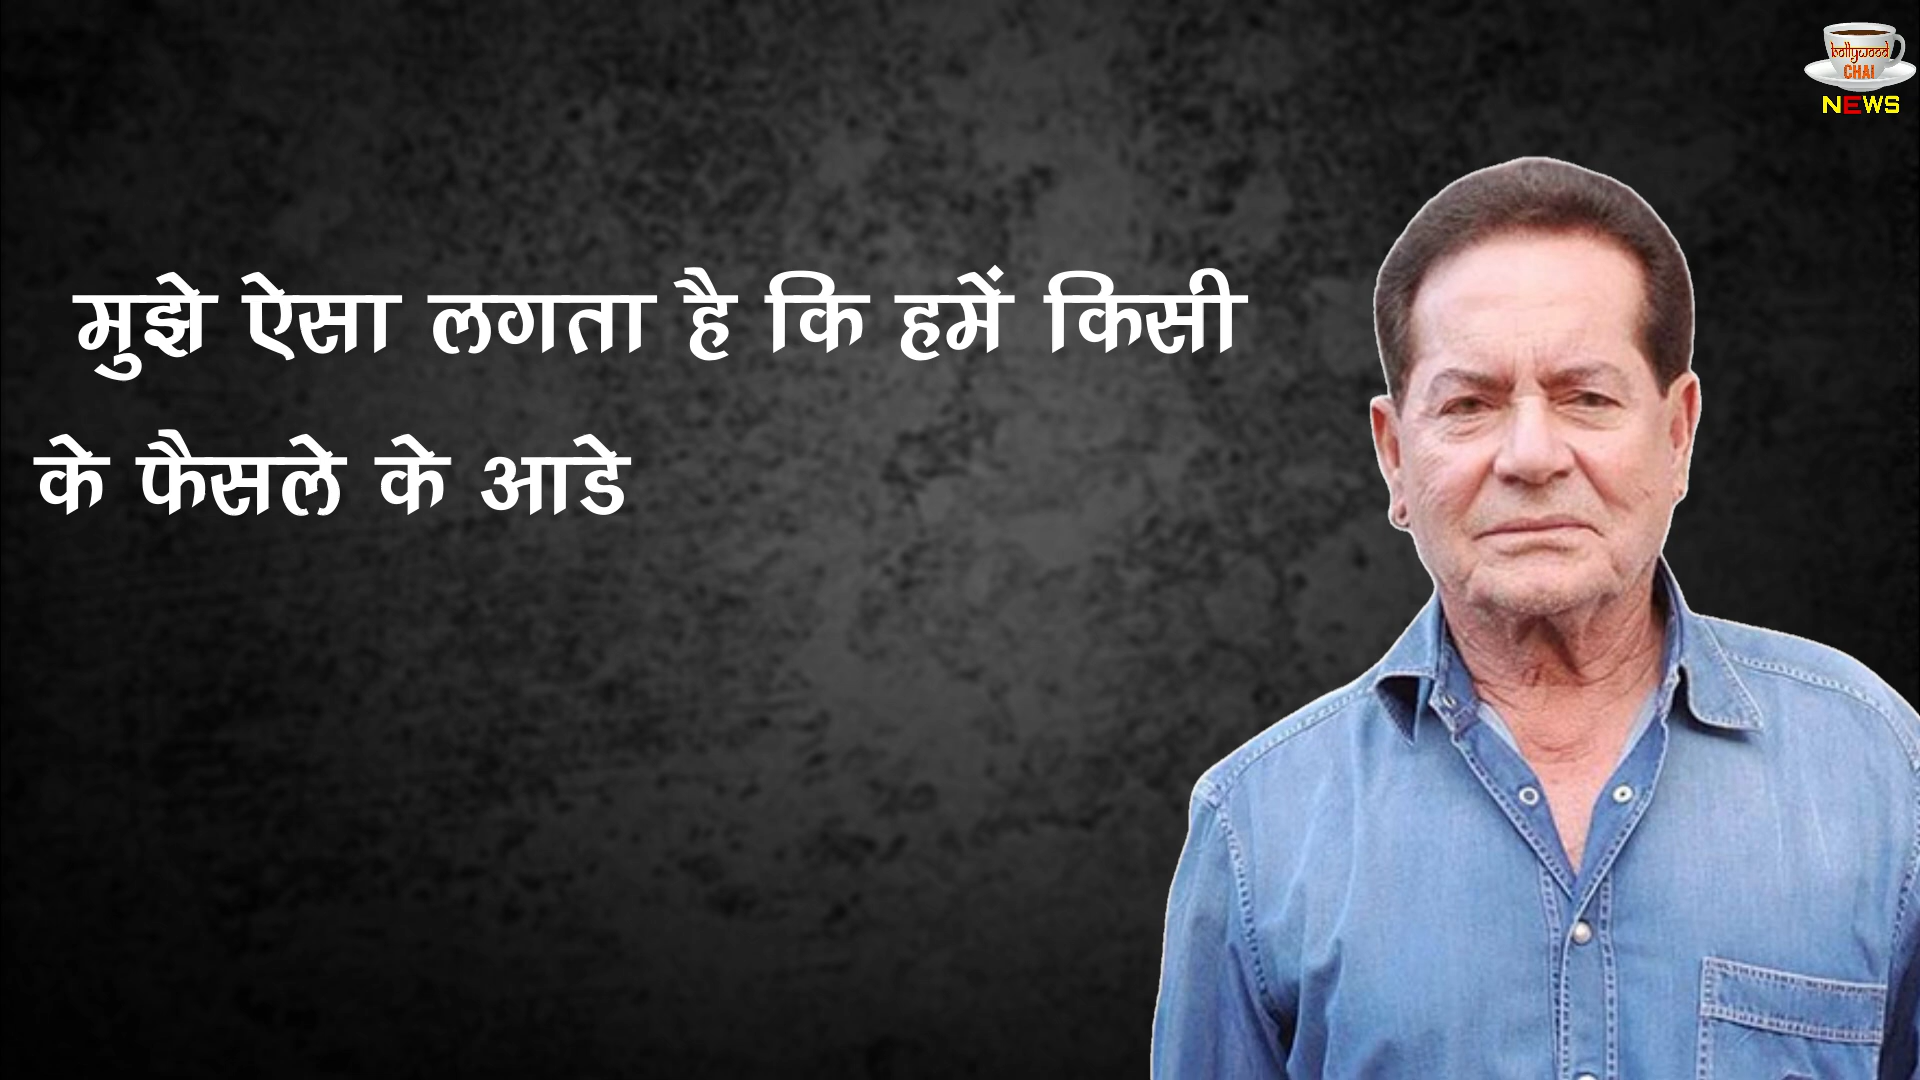 bollywood
CHAI
NEWS
मुझे ऐसा लगता है कि हमें किसी
के फैसले के आडे